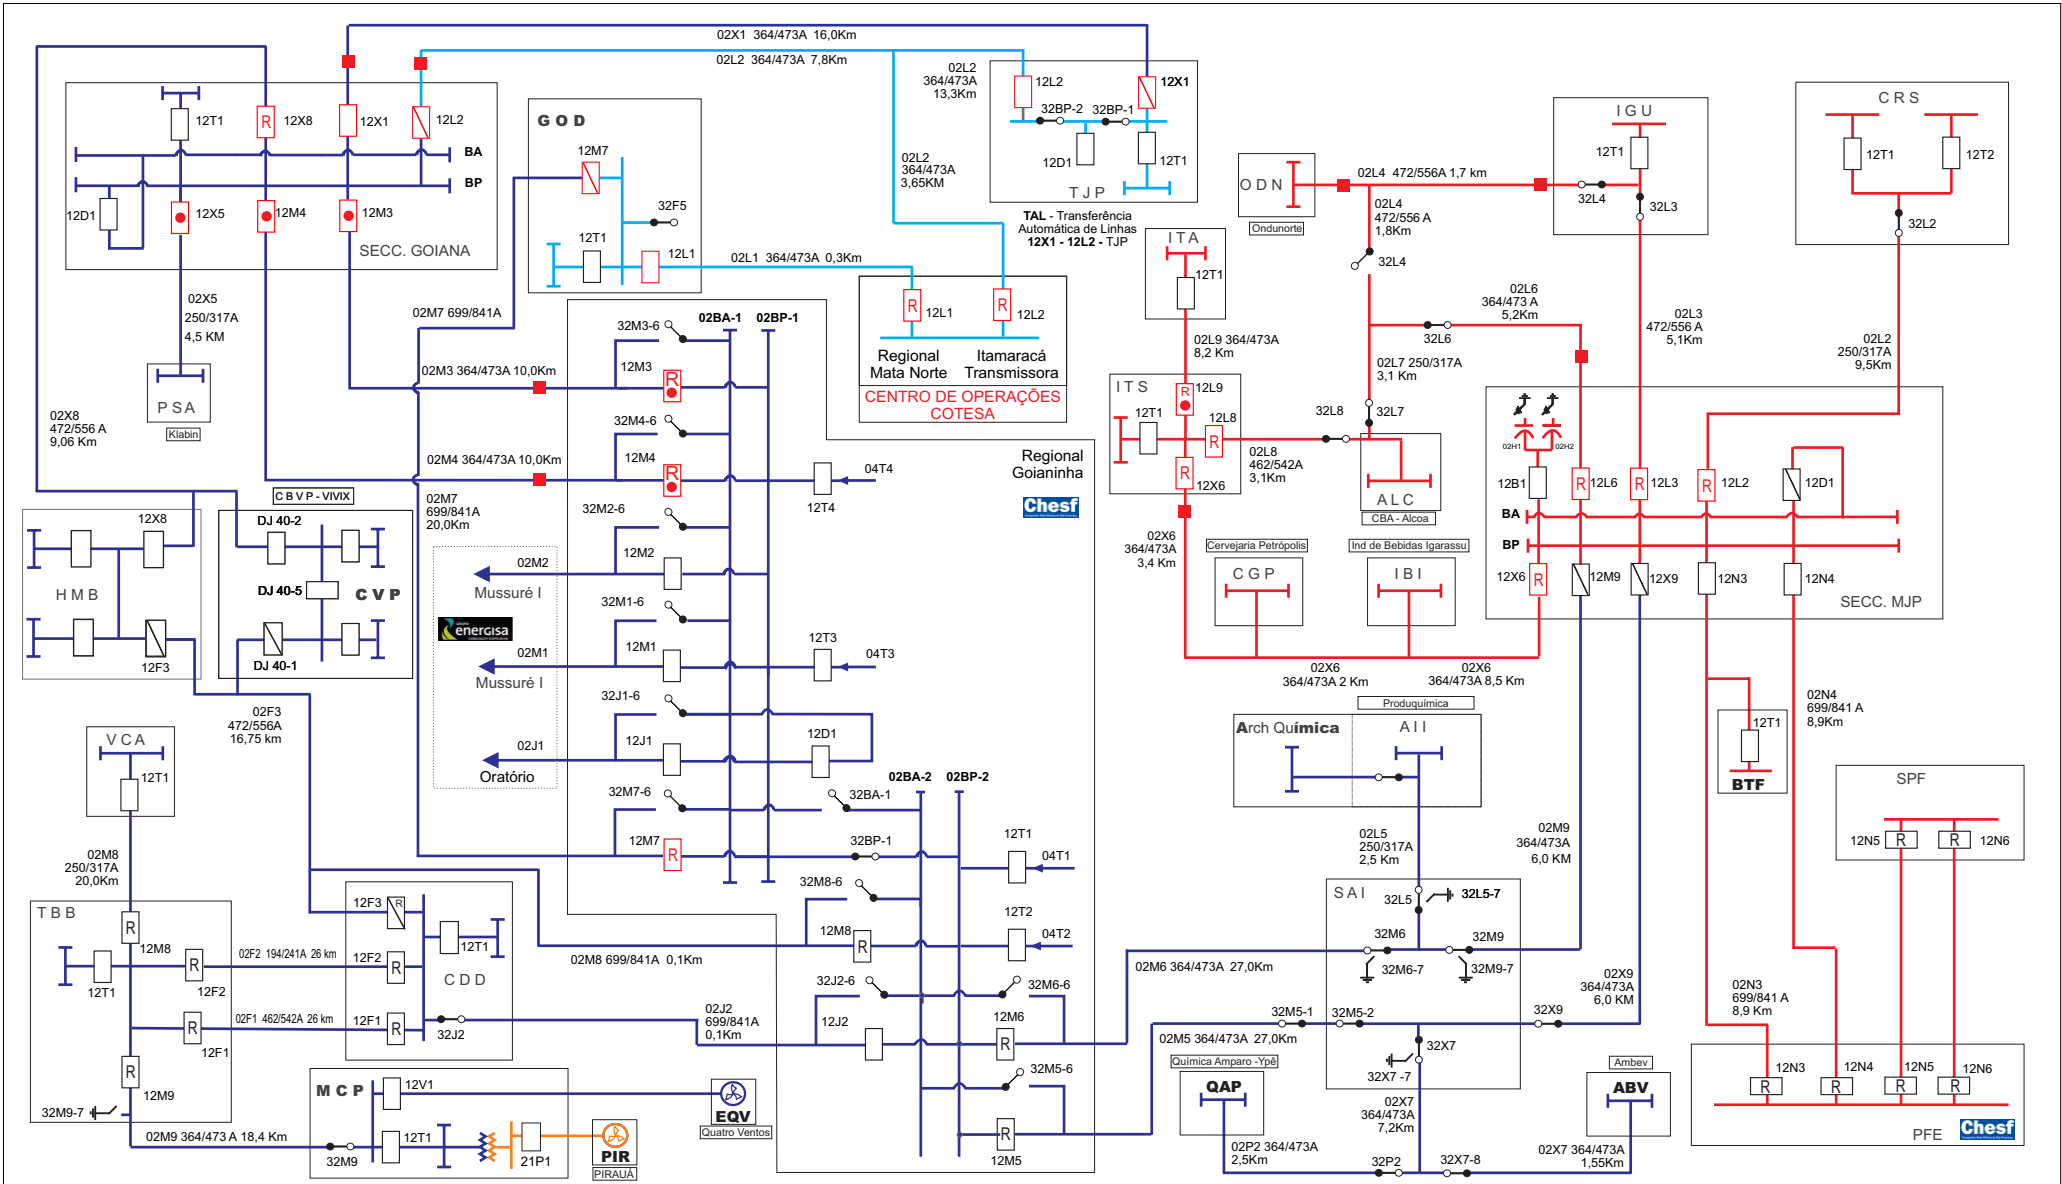 02X1 364/473A 16,0Km
02L2 364/473A 7,8Km
12T1
12X8
12X1
12L2
BA
BP
12D1
12X5
12M4
12M3
SECC. GOIANA
G O D
12M7
32F5
12T1
12L1
02L1 364/473A 0,3Km
02L2
364/473A
13,3Km
02L2
364/473A
3,65KM
12L2
12X1
32BP-2
32BP-1
12D1
12T1
T J P
TAL - Transferência
Automática de Linhas
12X1 - 12L2 - TJP
R
12L1
R
12L2
Regional
Mata Norte
Itamaracá
Transmissora
CENTRO DE OPERAÇÕES
COTESA
O D N
Ondunorte
02L4 472/556A 1,7 km
02L4
472/556 A
1,8Km
32L4
I G U
12T1
32L4
32L3
C R S
12T1
12T2
32L2
I T A
12T1
02L9 364/473A
8,2 Km
02L6
364/473 A
5,2Km
32L6
02L3
472/556 A
5,1Km
02L2
250/317A
9,5Km
02L7 250/317A
3,1 Km
32L7
32L8
I T S
12T1
R
12L9
12L8
R
R
12X6
02L8
462/542A
3,1Km
A L C
CBA - Alcoa
02X6
364/473A
3,4 Km
Cervejaria Petrópolis
C G P
Ind de Bebidas Igarassu
I B I
02X6
364/473A 2 Km
02X6
364/473A 8,5 Km
02H1
02H2
12B1
R
12L6
R
12L3
R
12L2
12D1
BA
BP
12X6
R
12M9
12X9
12N3
12N4
SECC. MJP
02X5
250/317A
4,5 KM
P S A
Klabin
02X8
472/556 A
9,06 Km
02M7 699/841A
02M3 364/473A 10,0Km
02M4 364/473A 10,0Km
02M7
699/841A
20,0Km
C B V P - VIVIX
H M B
12X8
12F3
DJ 40-2
DJ 40-5
C V P
DJ 40-1
02F3
472/556A
16,75 km
02M2
Mussuré I
energisa
02M1
Mussuré I
02J1
Oratório
02BA-1
02BP-1
32M3-6
12M3
R
32M4-6
12M4
R
04T4
12T4
32M2-6
12M2
32M1-6
12M1
12T3
04T3
32J1-6
12J1
12D1
32M7-6
32BA-1
12M7
R
32BP-1
02BA-2
02BP-2
Regional
Goianinha
Chesf
12T1
04T1
12T2
04T2
32M8-6
12M8
R
32J2-6
32M6-6
12J2
12M6
R
32M5-6
R
12M5
02M8 699/841A 0,1Km
02J2
699/841A
0,1Km
V C A
12T1
02M8
250/317A
20,0Km
T B B
R
12M8
12T1
R
12F2
R
12F1
R
12M9
32M9-7
02F2 194/241A 26 km
02F1 462/542A 26 km
12F3
R
12F2
R
12F1
R
12T1
C D D
32J2
02M9 364/473 A 18,4 Km
32M9
M C P
12V1
12T1
21P1
EQV
Quatro Ventos
PIR
PIRAUÁ
Produquímica
Arch Química
A I I
02L5
250/317A
2,5 Km
S A I
32L5
32L5-7
32M6
32M6-7
32M9
32M9-7
02M6 364/473A 27,0Km
02M5 364/473A 27,0Km
32M5-1
32M5-2
32X9
32X7
32X7 -7
02M9
364/473A
6,0 KM
02X9
364/473A
6,0 KM
Química Amparo -Ypê
QAP
02P2 364/473A
2,5Km
02X7
364/473A
7,2Km
32P2
32X7-8
Ambev
ABV
02X7 364/473A
1,55Km
12T1
BTF
02N4
699/841 A
8,9Km
02N3
699/841 A
8,9 Km
SPF
12N5
R
R
12N6
12N3
R
12N4
R
12N5
R
12N6
R
PFE
Chesf